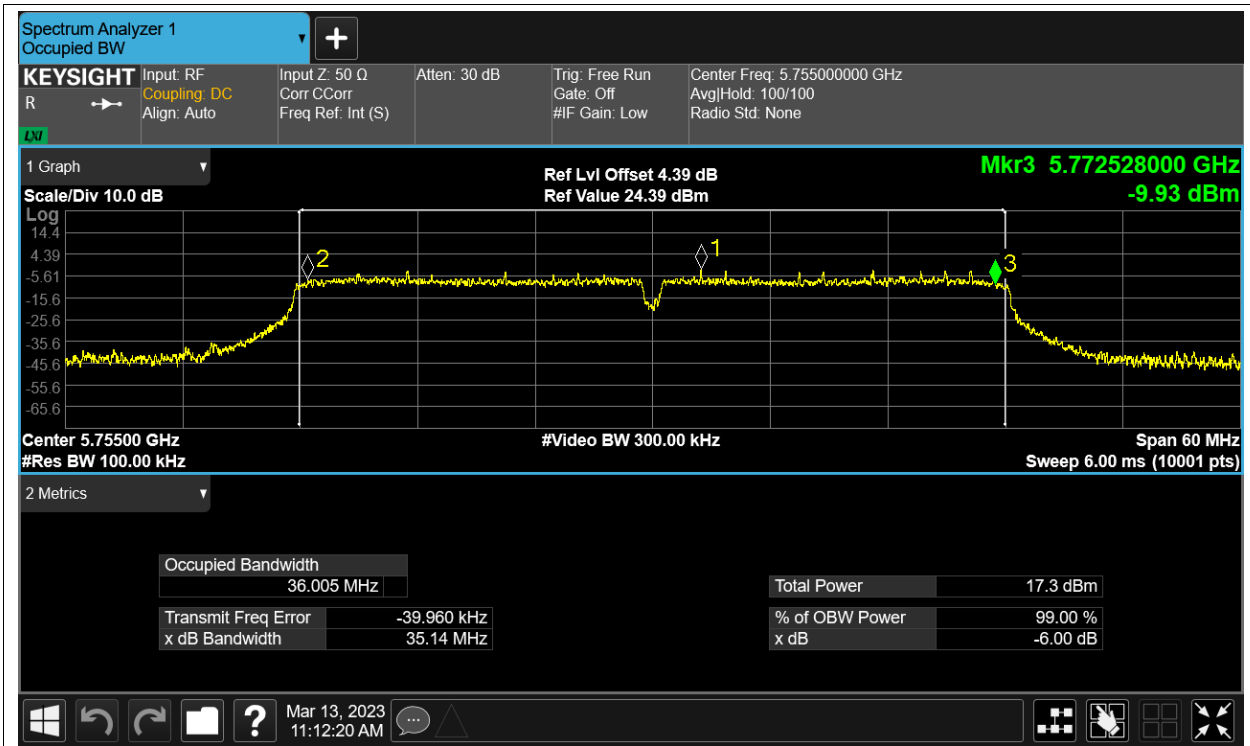 Spectrum Analyzer 1
Occupied BW
KEYSIGHT
R
LXI
Input: RF
Coupling: DC
Align: Auto
Input Z: 50 Ω
Corr CCorr
Freq Ref: Int (S)
Atten: 30 dB
Trig: Free Run
Gate: Off
#IF Gain: Low
Center Freq: 5.755000000 GHz
Avg|Hold: 100/100
Radio Std: None
1 Graph
Scale/Div 10.0 dB
Ref Lvl Offset 4.39 dB
Ref Value 24.39 dBm
Mkr3 5.772528000 GHz
-9.93 dBm
Log
14.4
4.39
-5.61
-15.6
-25.6
-35.6
-45.6
-55.6
-65.6
2
1
3
Center 5.75500 GHz
#Res BW 100.00 kHz
#Video BW 300.00 kHz
Span 60 MHz
Sweep 6.00 ms (10001 pts)
2 Metrics
Occupied Bandwidth
36.005 MHz
Transmit Freq Error -39.960 kHz
x dB Bandwidth 35.14 MHz
Total Power 17.3 dBm
% of OBW Power 99.00 %
x dB -6.00 dB
?
Mar 13, 2023
11:12:20 AM